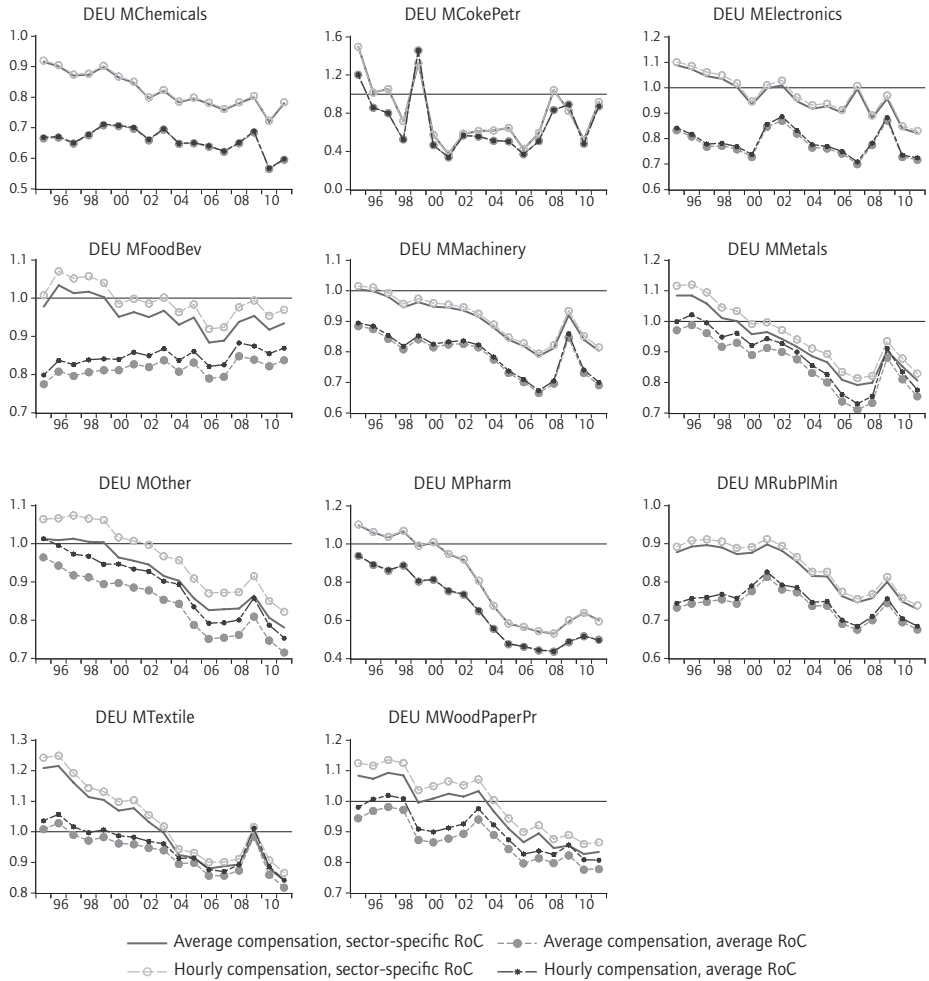 DEU MChemicals
1.0
0.9
0.8
0.7
0.6
0.5
96 98 00 02 04 06 08 10
DEU MCokePetr
1.6
1.2
0.8
0.4
0.0
96 98 00 02 04 06 08 10
DEU MElectronics
1.2
1.1
1.0
0.9
0.8
0.7
0.6
96 98 00 02 04 06 08 10
DEU MFoodBev
1.1
1.0
0.9
0.8
0.7
96 98 00 02 04 06 08 10
DEU MMachinery
1.1
1.0
0.9
0.8
0.7
0.6
96 98 00 02 04 06 08 10
DEU MMetals
1.2
1.1
1.0
0.9
0.8
0.7
96 98 00 02 04 06 08 10
DEU MOther
1.1
1.0
0.9
0.8
0.7
96 98 00 02 04 06 08 10
DEU MPharm
1.2
1.0
0.8
0.6
0.4
96 98 00 02 04 06 08 10
DEU MRubPlMin
1.0
0.9
0.8
0.7
0.6
96 98 00 02 04 06 08 10
DEU MTextile
1.3
1.2
1.1
1.0
0.9
0.8
96 98 00 02 04 06 08 10
DEU MWoodPaperPr
1.2
1.1
1.0
0.9
0.8
0.7
96 98 00 02 04 06 08 10
Average compensation, sector-specific RoC
Average compensation, average RoC
Hourly compensation, sector-specific RoC
Hourly compensation, average RoC